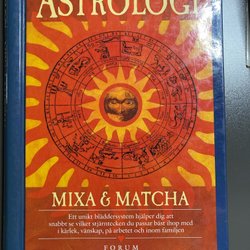 ASTROLOGI
MIXA & MATCHA
Ett unikt bläddersystem hjälper dig att
snabbt se vilket stjärntecken du passar bäst ihop med
i kärlek, vänskap, på arbetet och inom familjen
FORUM